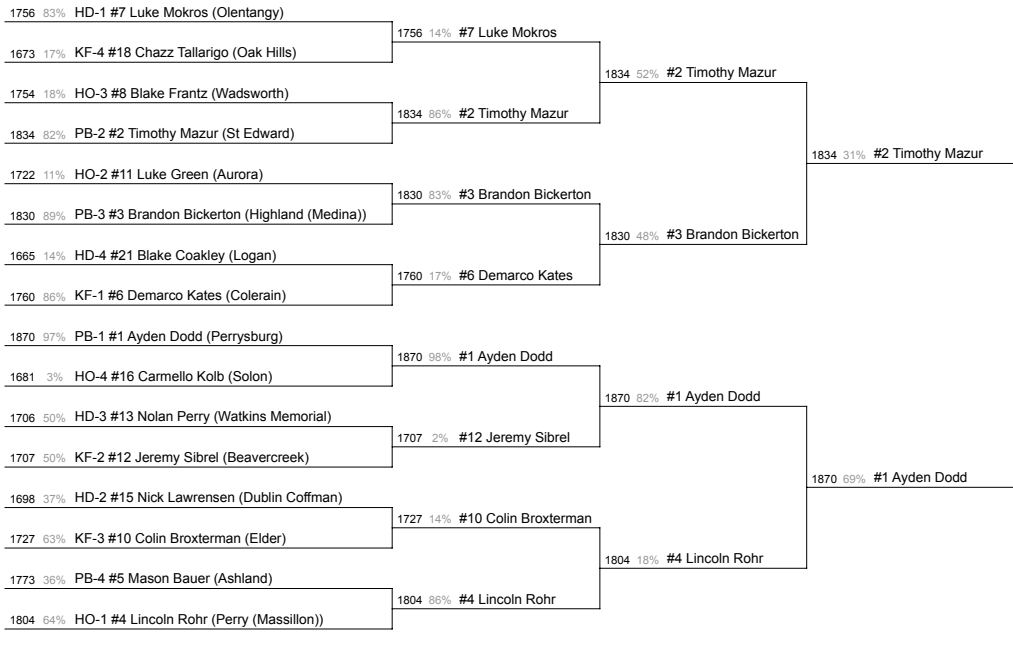 1756 83% HD-1 #7 Luke Mokros (Olentangy)
1673 17% KF-4 #18 Chazz Tallarigo (Oak Hills)
1754 18% HO-3 #8 Blake Frantz (Wadsworth)
1834 82% PB-2 #2 Timothy Mazur (St Edward)
1722 11% HO-2 #11 Luke Green (Aurora)
1830 89% PB-3 #3 Brandon Bickerton (Highland (Medina))
1665 14% HD-4 #21 Blake Coakley (Logan)
1760 86% KF-1 #6 Demarco Kates (Colerain)
1870 97% PB-1 #1 Ayden Dodd (Perrysburg)
1681 3% HO-4 #16 Carmello Kolb (Solon)
1706 50% HD-3 #13 Nolan Perry (Watkins Memorial)
1707 50% KF-2 #12 Jeremy Sibrel (Beavercreek)
1698 37% HD-2 #15 Nick Lawrensen (Dublin Coffman)
1727 63% KF-3 #10 Colin Broxterman (Elder)
1773 36% PB-4 #5 Mason Bauer (Ashland)
1804 64% HO-1 #4 Lincoln Rohr (Perry (Massillon))
1756 14% #7 Luke Mokros
1834 86% #2 Timothy Mazur
1830 83% #3 Brandon Bickerton
1760 17% #6 Demarco Kates
1870 98% #1 Ayden Dodd
1707 2% #12 Jeremy Sibrel
1727 14% #10 Colin Broxterman
1804 86% #4 Lincoln Rohr
1834 52% #2 Timothy Mazur
1830 48% #3 Brandon Bickerton
1870 82% #1 Ayden Dodd
1804 18% #4 Lincoln Rohr
1834 31% #2 Timothy Mazur
1870 69% #1 Ayden Dodd